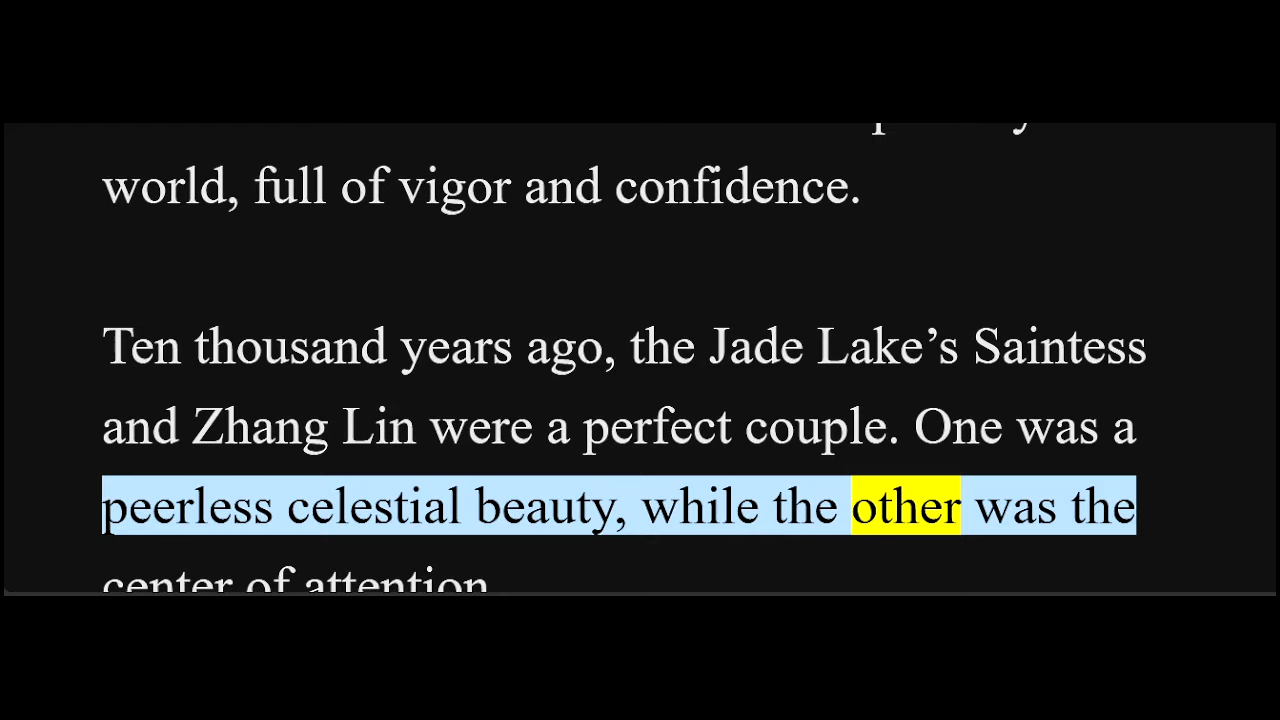 world, full of vigor and confidence.
Ten thousand years ago, the Jade Lake’s Saintess
and Zhang Lin were a perfect couple. One was a
peerless celestial beauty, while the other was the
center of attention